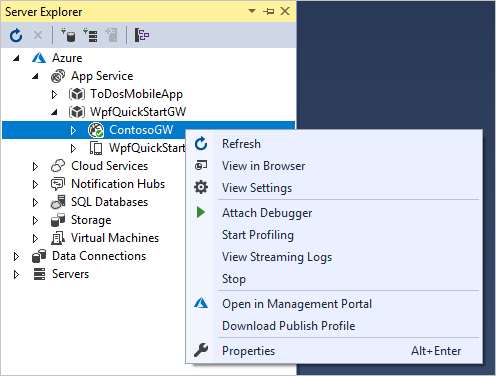 Server Explorer
Azure
App Service
ToDosMobileApp
WpfQuickStartGW
ContosoGW
WpfQuickStart
Cloud Services
Notification Hubs
SQL Databases
Storage
Virtual Machines
Data Connections
Servers
Refresh
View in Browser
View Settings
Attach Debugger
Start Profiling
View Streaming Logs
Stop
Open in Management Portal
Download Publish Profile
Properties Alt+Enter